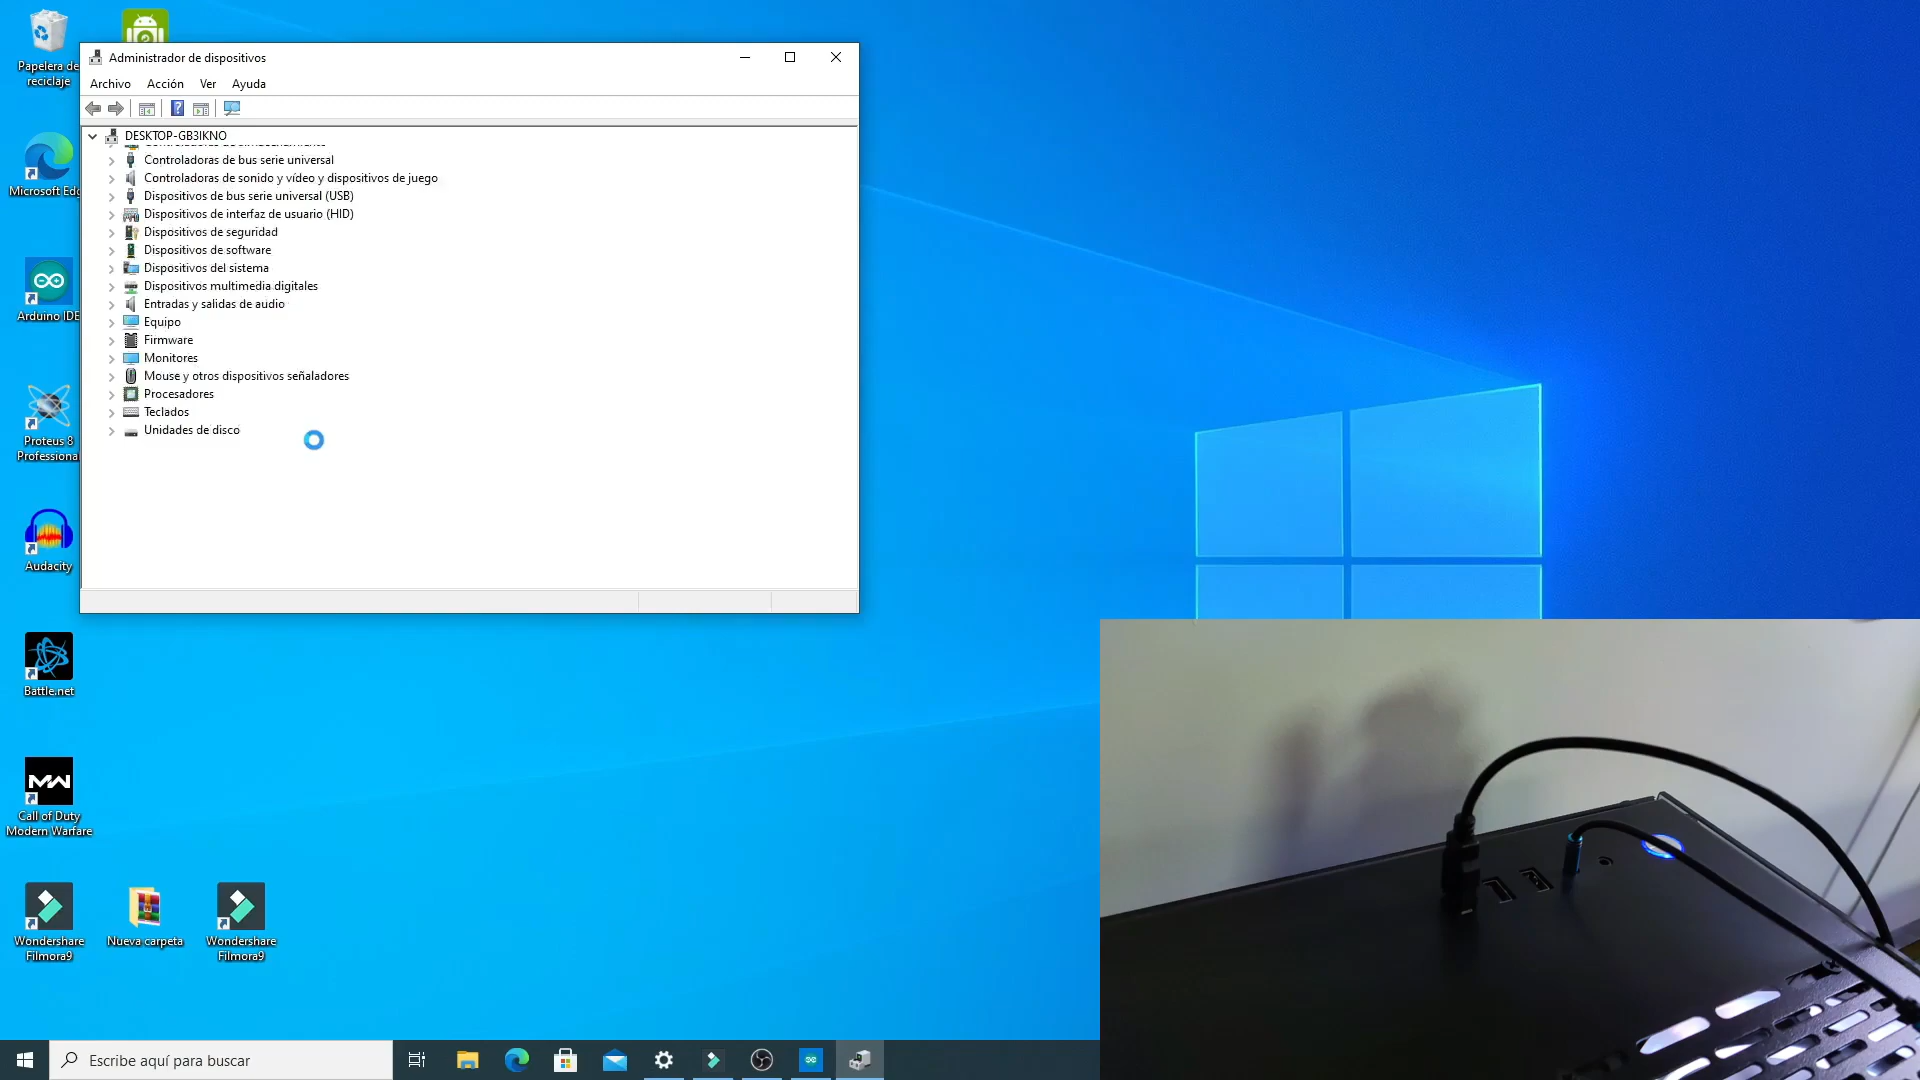 Papelera de
reciclaje
Administrador de dispositivos
Archivo Acción Ver Ayuda
DESKTOP-GB3IKNO
Controladoras de bus serie universal
Controladoras de sonido y vídeo y dispositivos de juego
Dispositivos de bus serie universal (USB)
Dispositivos de interfaz de usuario (HID)
Dispositivos de seguridad
Dispositivos de software
Dispositivos del sistema
Dispositivos multimedia digitales
Entradas y salidas de audio
Equipo
Firmware
Monitores
Mouse y otros dispositivos señaladores
Procesadores
Teclados
Unidades de disco
Microsoft Edg
Arduino IDE
Proteus 8
Professional
Audacity
Battle.net
MW
Call of Duty
Modern Warfare
Wondershare
Filmora9
Nueva carpeta
Wondershare
Filmora9
Escribe aquí para buscar